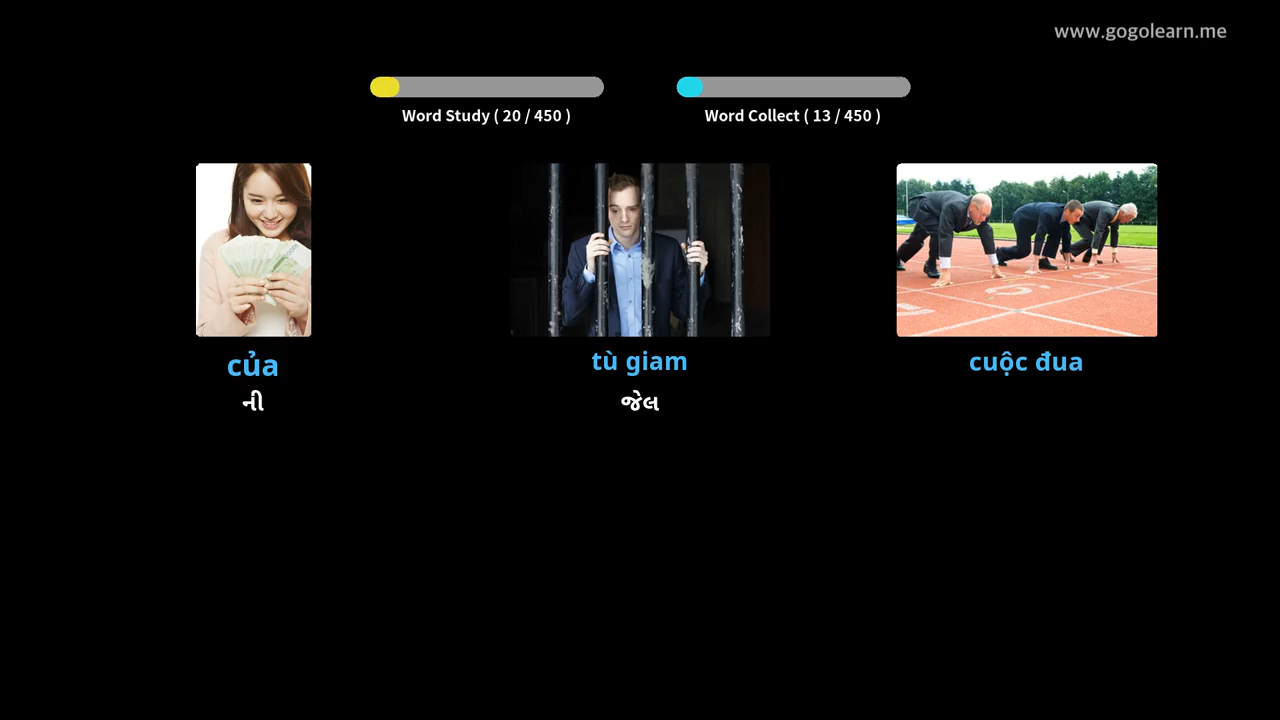 www.gogolearn.me
Word Study ( 20 / 450 )
Word Collect ( 13 / 450 )
của
tù giam
cuộc đua
ની
જેલ